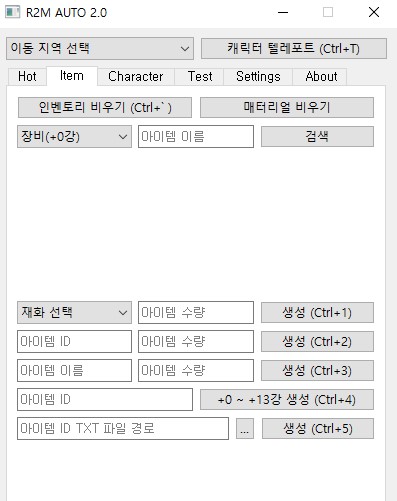 R2M AUTO 2.0
이동 지역 선택 캐릭터 텔레포트 (Ctrl+T)
Hot Item Character Test Settings About
인벤토리 비우기 (Ctrl+`) 매터리얼 비우기
장비(+0강) 아이템 이름 검색
재화 선택 아이템 수량 생성 (Ctrl+1)
아이템 ID 아이템 수량 생성 (Ctrl+2)
아이템 이름 아이템 수량 생성 (Ctrl+3)
아이템 ID +0 ~ +13강 생성 (Ctrl+4)
아이템 ID TXT 파일 경로 ... 생성 (Ctrl+5)